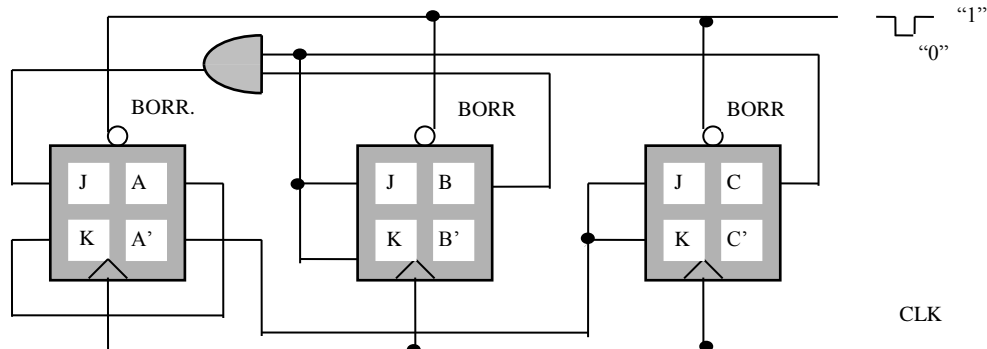 “1”
“0”
BORR.
BORR
BORR
J A
J B
J C
K A’
K B’
K C’
CLK